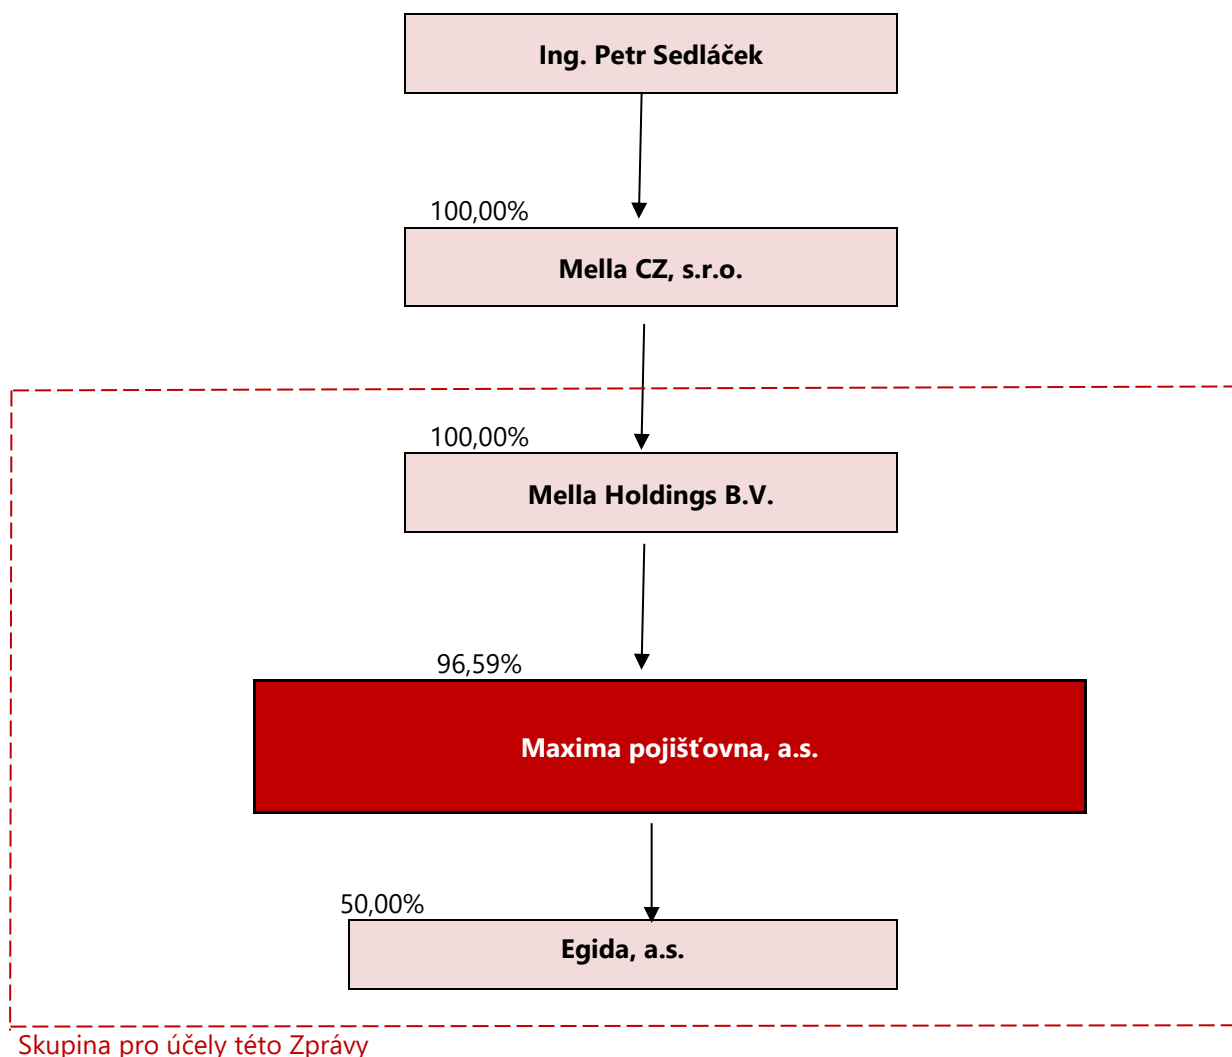 Ing. Petr Sedláček
100,00%
Mella CZ, s.r.o.
100,00%
Mella Holdings B.V.
96,59%
Maxima pojišťovna, a.s.
50,00%
Egida, a.s.
Skupina pro účely této Zprávy